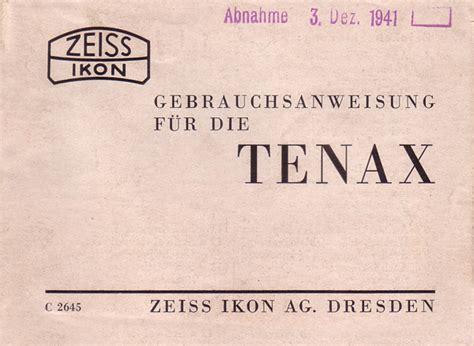 Abnahme 3. Dez. 1941
ZEISS
IKON
GEBRAUCHSANWEISUNG
FÜR DIE
TENAX
C 2645 ZEISS IKON AG. DRESDEN